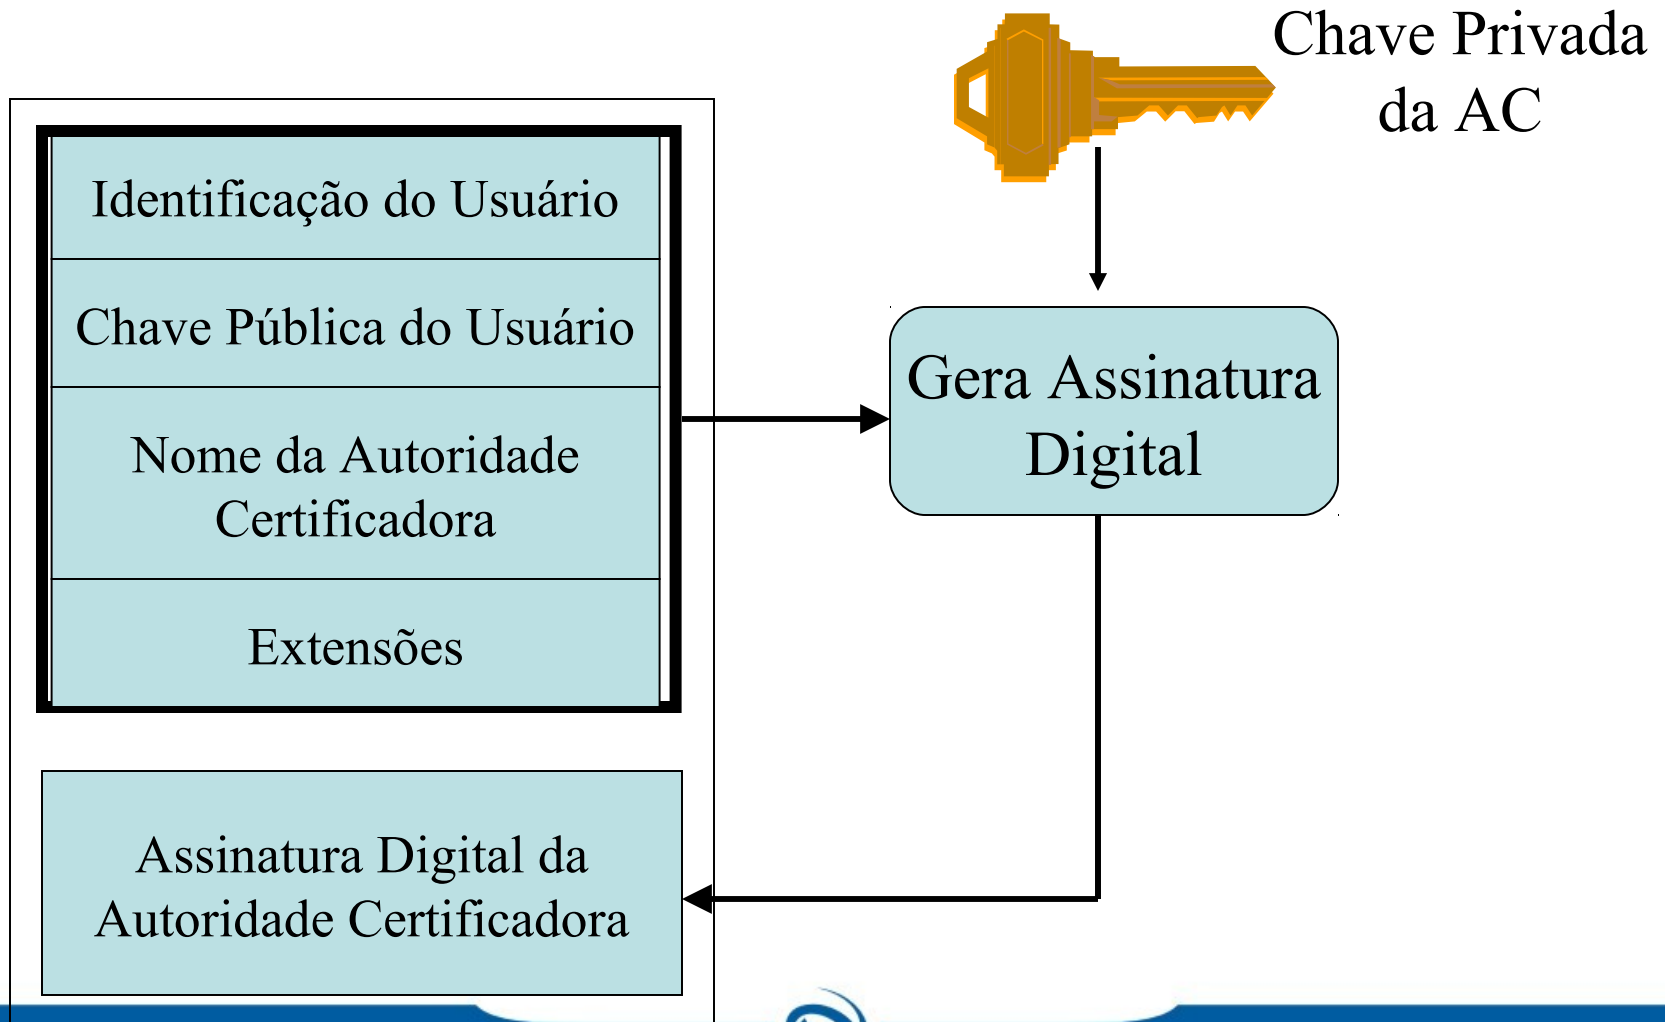 Chave Privada
da AC
Identificação do Usuário
Chave Pública do Usuário
Nome da Autoridade
Certificadora
Extensões
Gera Assinatura
Digital
Assinatura Digital da
Autoridade Certificadora